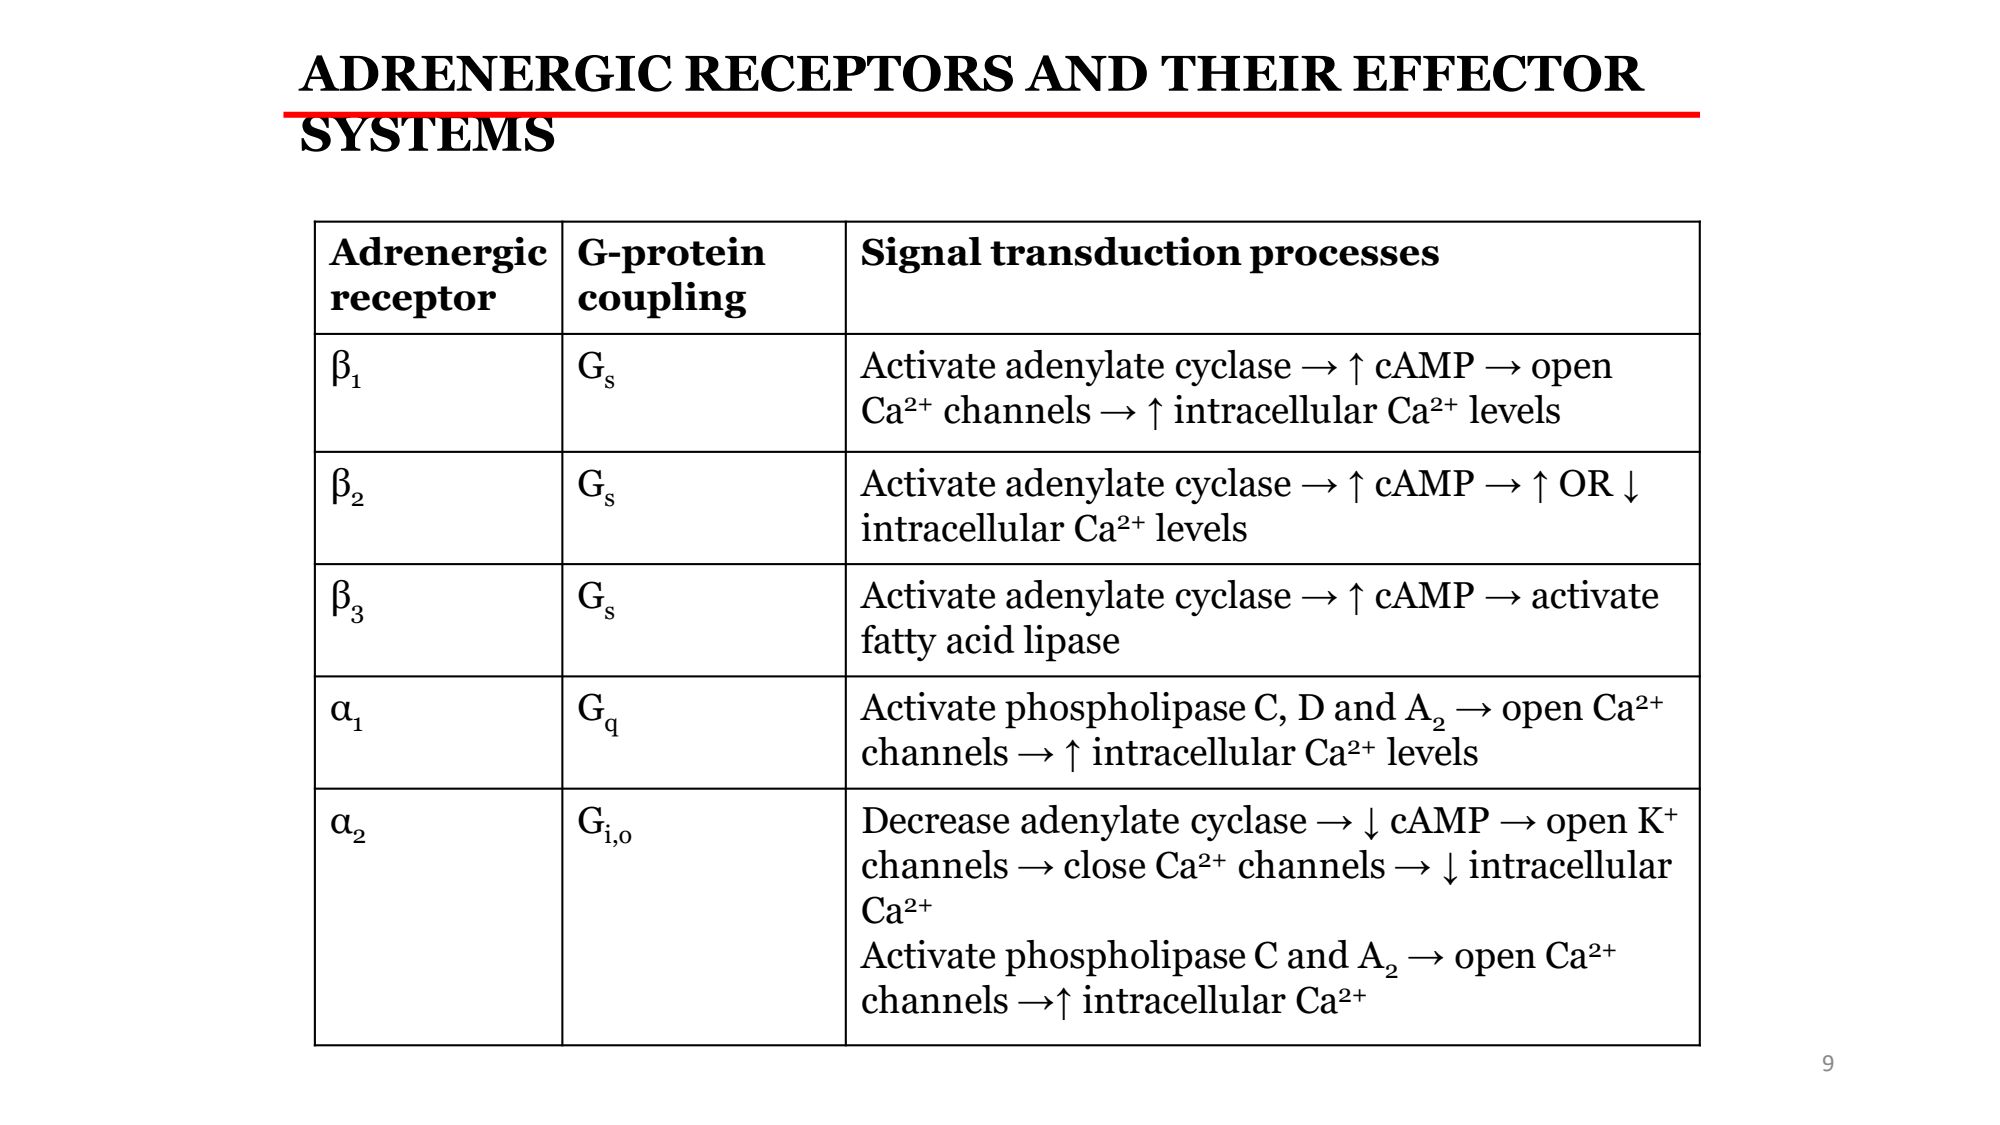 ADRENERGIC RECEPTORS AND THEIR EFFECTOR
SYSTEMS
Adrenergic receptor
G-protein coupling
Signal transduction processes
β₁
Gₛ
Activate adenylate cyclase → ↑ cAMP → open
Ca²⁺ channels → ↑ intracellular Ca²⁺ levels
β₂
Gₛ
Activate adenylate cyclase → ↑ cAMP → ↑ OR ↓
intracellular Ca²⁺ levels
β₃
Gₛ
Activate adenylate cyclase → ↑ cAMP → activate
fatty acid lipase
α₁
G_q
Activate phospholipase C, D and A₂ → open Ca²⁺
channels → ↑ intracellular Ca²⁺ levels
α₂
G_i,o
Decrease adenylate cyclase → ↓ cAMP → open K⁺
channels → close Ca²⁺ channels → ↓ intracellular
Ca²⁺
Activate phospholipase C and A₂ → open Ca²⁺
channels →↑ intracellular Ca²⁺
9